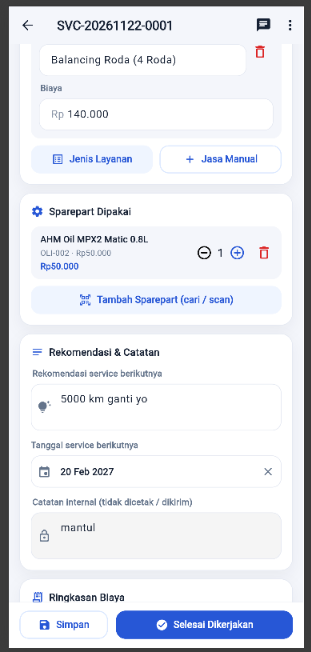 SVC-20261122-0001
Balancing Roda (4 Roda)
Biaya
Rp 140.000
Jenis Layanan
+ Jasa Manual
Sparepart Dipakai
AHM Oil MPX2 Matic 0.8L
OLI-002 · Rp50.000
Rp50.000
1
Tambah Sparepart (cari / scan)
Rekomendasi & Catatan
Rekomendasi service berikutnya
5000 km ganti yo
Tanggal service berikutnya
20 Feb 2027
Catatan Internal (tidak dicetak / dikirim)
mantul
Ringkasan Biaya
Simpan
Selesai Dikerjakan